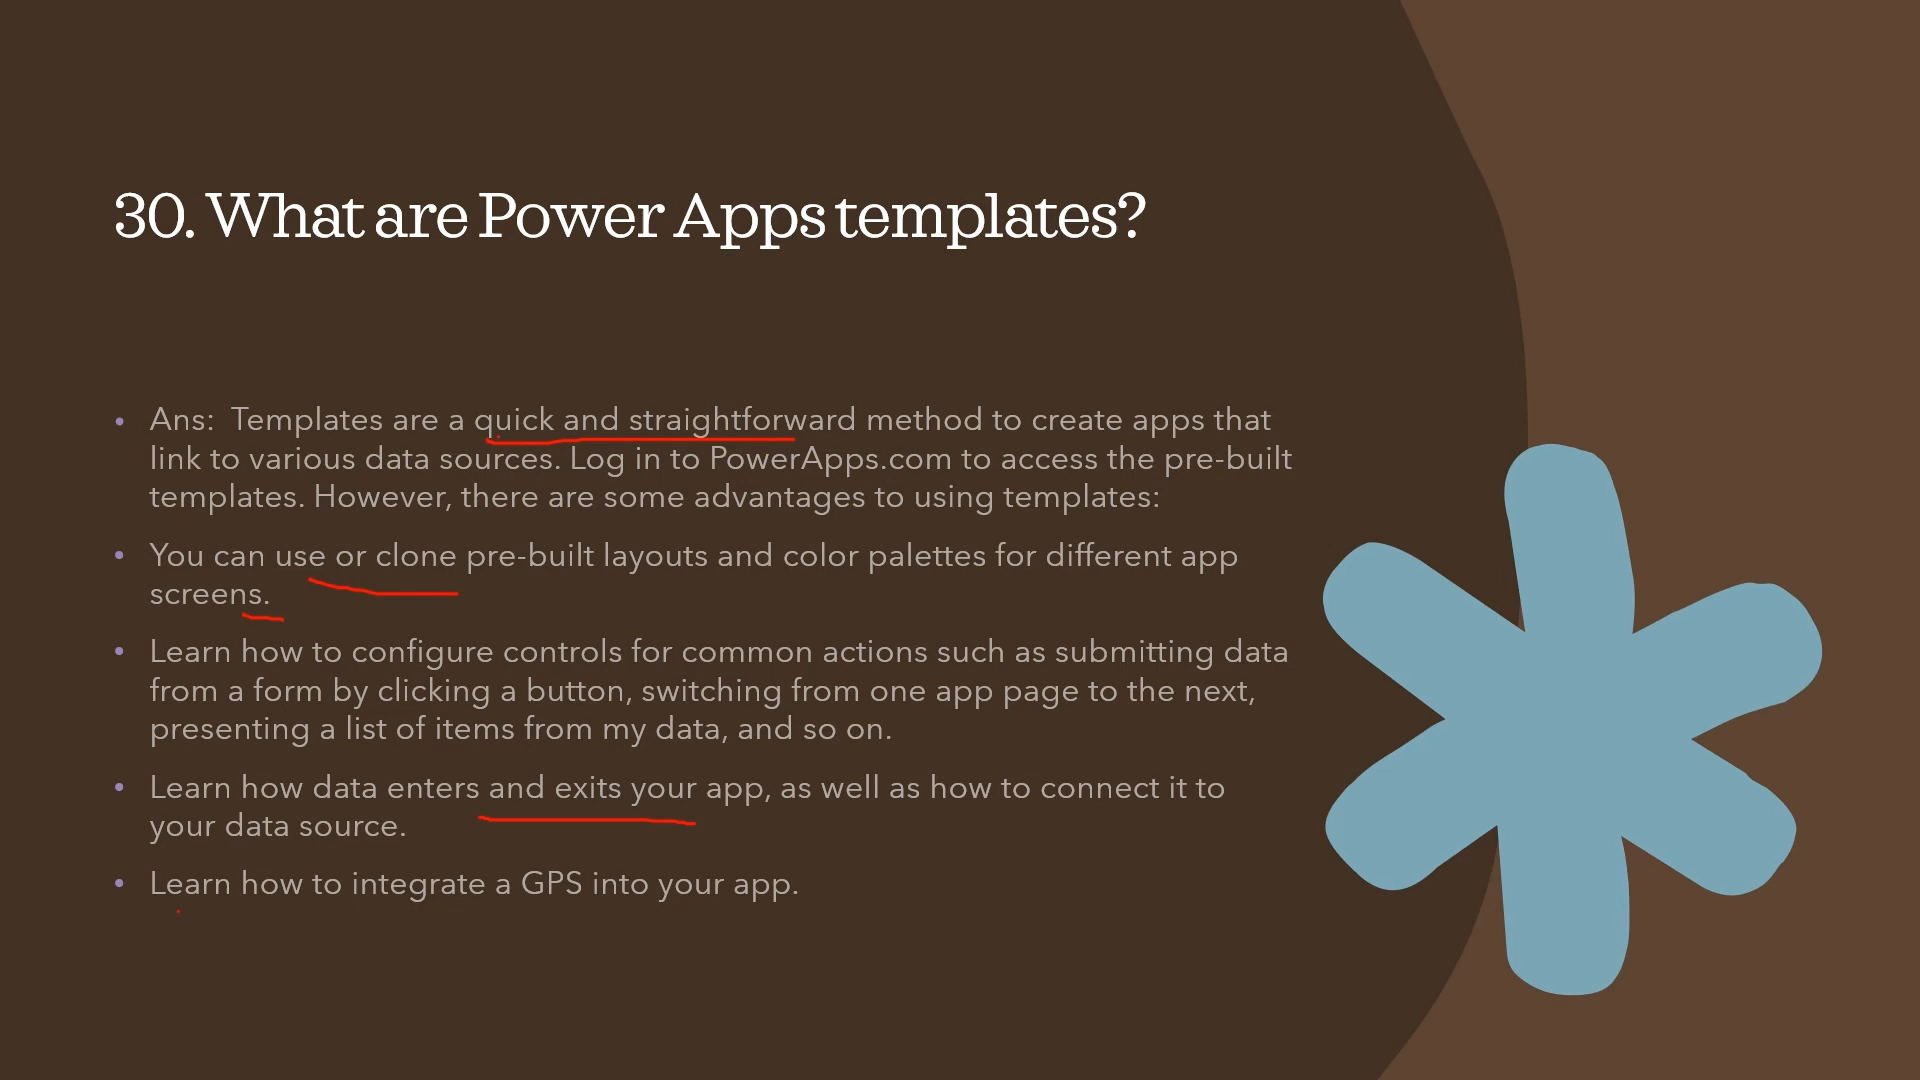 30. What are Power Apps templates?
• Ans:  Templates are a quick and straightforward method to create apps that
link to various data sources. Log in to PowerApps.com to access the pre-built
templates. However, there are some advantages to using templates:
• You can use or clone pre-built layouts and color palettes for different app
screens.
• Learn how to configure controls for common actions such as submitting data
from a form by clicking a button, switching from one app page to the next,
presenting a list of items from my data, and so on.
• Learn how data enters and exits your app, as well as how to connect it to
your data source.
• Learn how to integrate a GPS into your app.